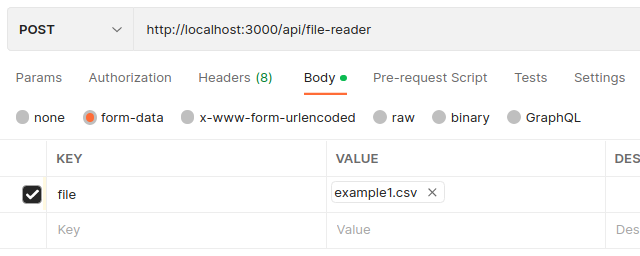 POST http://localhost:3000/api/file-reader
Params Authorization Headers (8) Body Pre-request Script Tests Settings
none form-data x-www-form-urlencoded raw binary GraphQL
KEY VALUE DES
file example1.csv
Key Value Des